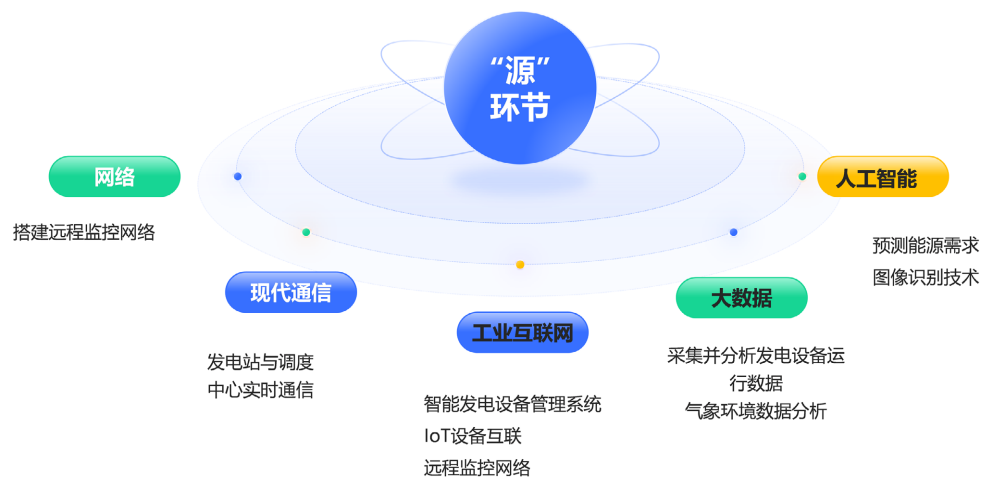 “源”
环节
网络
搭建远程监控网络
现代通信
发电站与调度
中心实时通信
工业互联网
智能发电设备管理系统
IoT设备互联
远程监控网络
大数据
采集并分析发电设备运
行数据
气象环境数据分析
人工智能
预测能源需求
图像识别技术